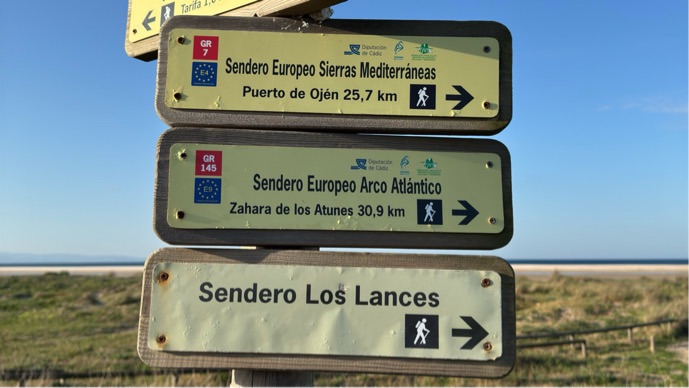 Tarifa
GR
7
E4
Diputación
de Cádiz
Sendero Europeo Sierras Mediterráneas
Puerto de Ojén 25,7 km
GR
145
E9
Diputación
de Cádiz
Sendero Europeo Arco Atlántico
Zahara de los Atunes 30,9 km
Sendero Los Lances